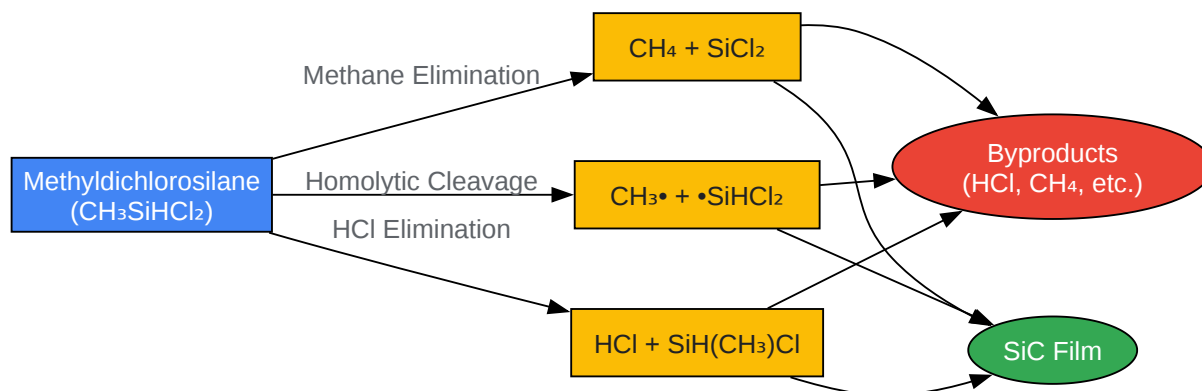 CH₄ + SiCl₂
Methane Elimination
Byproducts
(HCl, CH₄, etc.)
Methyldichlorosilane
(CH₃SiHCl₂)
Homolytic Cleavage
CH₃• + •SiHCl₂
HCl Elimination
HCl + SiH(CH₃)Cl
SiC Film